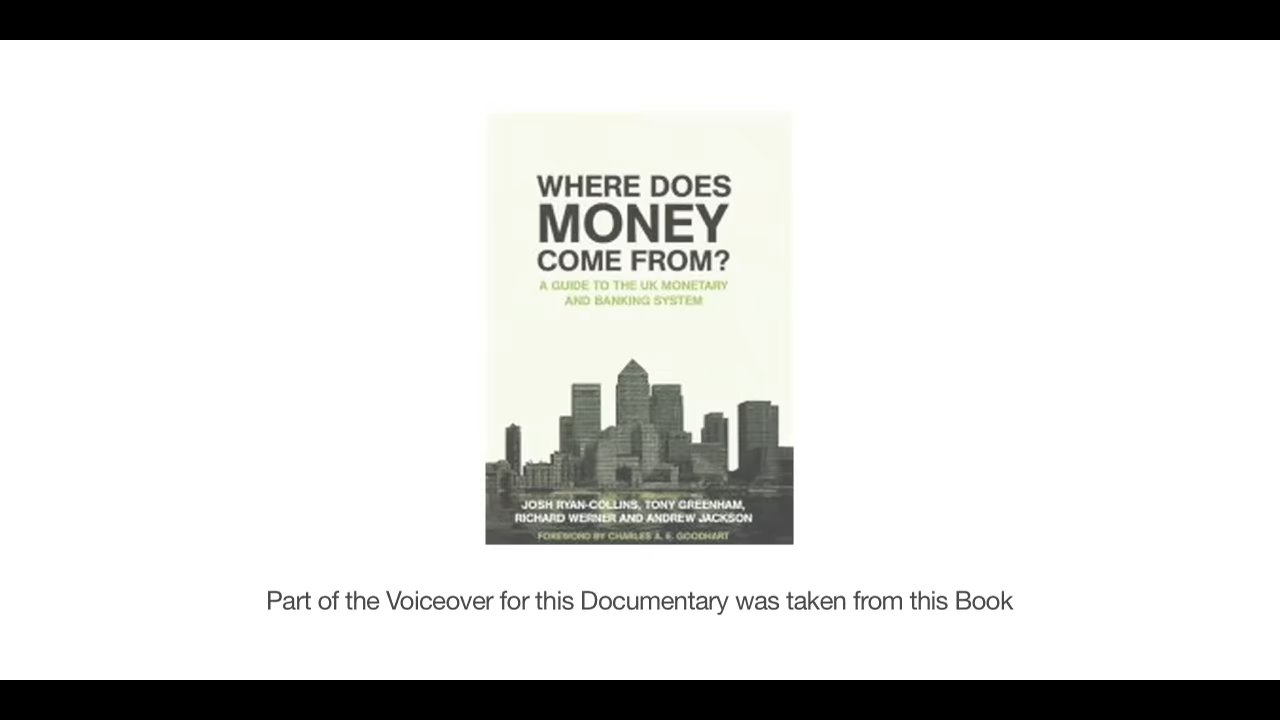 WHERE DOES
MONEY
COME FROM?
A GUIDE TO THE UK MONETARY
AND BANKING SYSTEM
JOSH RYAN-COLLINS, TONY GREENHAM,
RICHARD WERNER AND ANDREW JACKSON
FOREWORD BY CHARLES A. E. GOODHART
Part of the Voiceover for this Documentary was taken from this Book